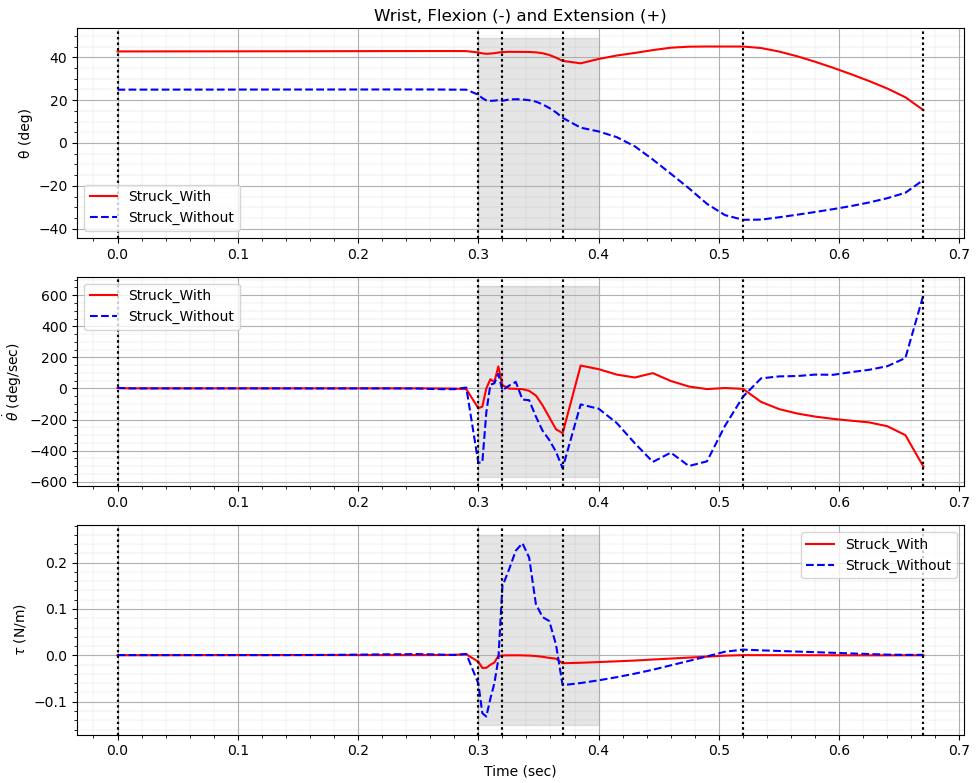 Wrist, Flexion (-) and Extension (+)
θ (deg)
40
20
0
−20
−40
Struck_With
Struck_Without
0.0 0.1 0.2 0.3 0.4 0.5 0.6 0.7
θ̇ (deg/sec)
600
400
200
0
−200
−400
−600
Struck_With
Struck_Without
0.0 0.1 0.2 0.3 0.4 0.5 0.6 0.7
τ (N/m)
0.2
0.1
0.0
−0.1
Struck_With
Struck_Without
0.0 0.1 0.2 0.3 0.4 0.5 0.6 0.7
Time (sec)